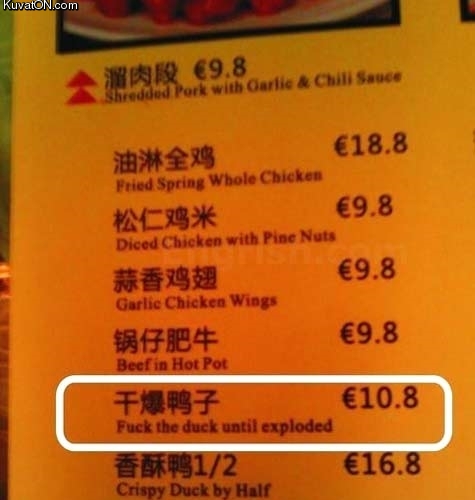 KuvatON.com
溜肉段 €9.8
Shredded Pork with Garlic & Chili Sauce
油淋全鸡 €18.8
Fried Spring Whole Chicken
松仁鸡米 €9.8
Diced Chicken with Pine Nuts
蒜香鸡翅 €9.8
Garlic Chicken Wings
锅仔肥牛 €9.8
Beef in Hot Pot
干爆鸭子 €10.8
Fuck the duck until exploded
香酥鸭1/2 €16.8
Crispy Duck by Half